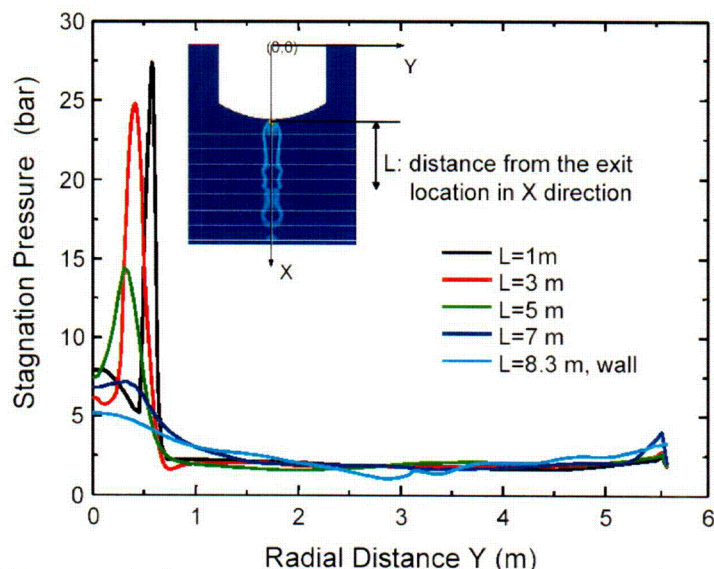 30
25
20
15
10
5
0
Stagnation Pressure (bar)
(0,0)
Y
X
L: distance from the exit
location in X direction
L=1m
L=3 m
L=5 m
L=7 m
L=8.3 m, wall
0
1
2
3
4
5
6
Radial Distance Y (m)